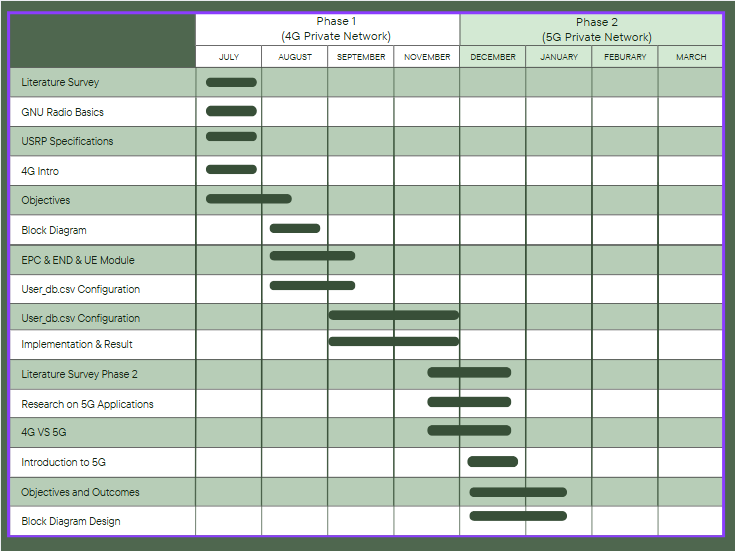 Phase 1
(4G Private Network)
Phase 2
(5G Private Network)
JULY
AUGUST
SEPTEMBER
NOVEMBER
DECEMBER
JANUARY
FEBURARY
MARCH
Literature Survey
GNU Radio Basics
USRP Specifications
4G Intro
Objectives
Block Diagram
EPC & END & UE Module
User_db.csv Configuration
User_db.csv Configuration
Implementation & Result
Literature Survey Phase 2
Research on 5G Applications
4G VS 5G
Introduction to 5G
Objectives and Outcomes
Block Diagram Design